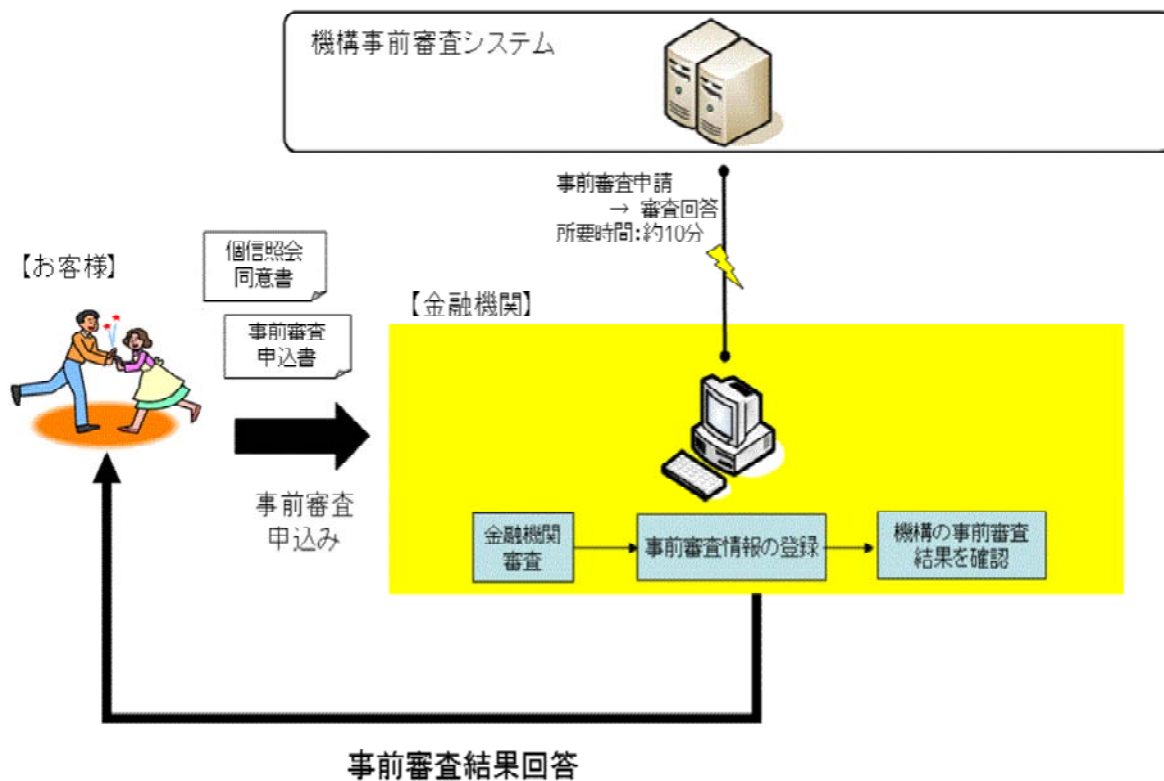 機構事前審査システム
事前審査申請
→ 審査回答
所要時間：約10分
【お客様】
個信照会
同意書
事前審査
申込書
【金融機関】
事前審査
申込み
金融機関
審査
事前審査情報の登録
機構の事前審査
結果を確認
事前審査結果回答